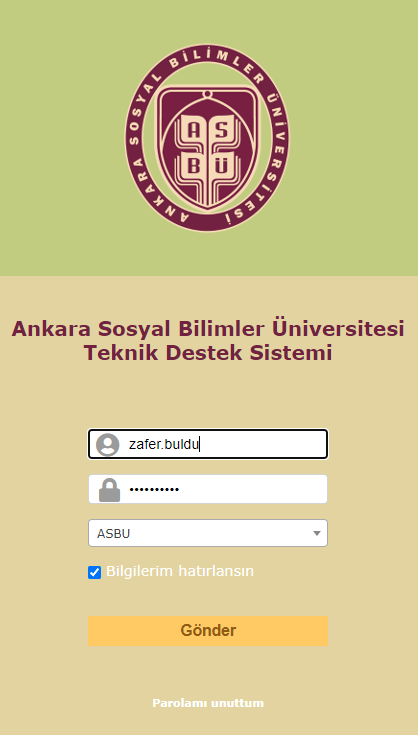 ANKARA SOSYAL BİLİMLER ÜNİVERSİTESİ
AS
BÜ
Ankara Sosyal Bilimler Üniversitesi
Teknik Destek Sistemi
zafer.buldu
••••••••••
ASBU
Bilgilerim hatırlansın
Gönder
Parolamı unuttum